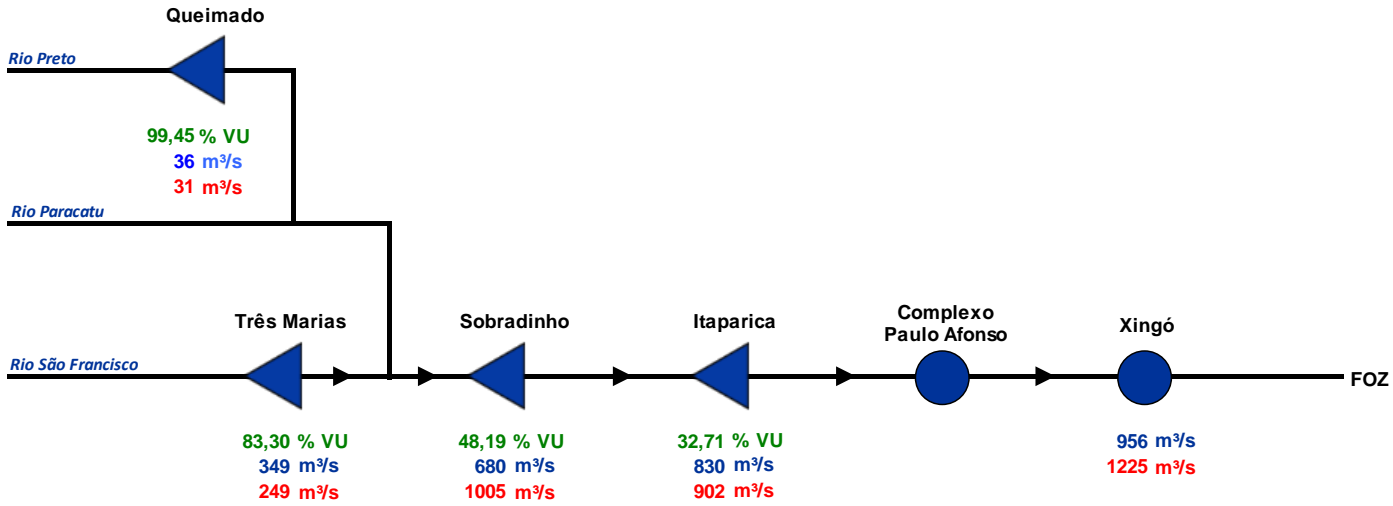 Queimado
Rio Preto
99,45 % VU
36 m³/s
31 m³/s
Rio Paracatu
Três Marias
Sobradinho
Itaparica
Complexo
Paulo Afonso
Xingó
Rio São Francisco
FOZ
83,30 % VU
349 m³/s
249 m³/s
48,19 % VU
680 m³/s
1005 m³/s
32,71 % VU
830 m³/s
902 m³/s
956 m³/s
1225 m³/s